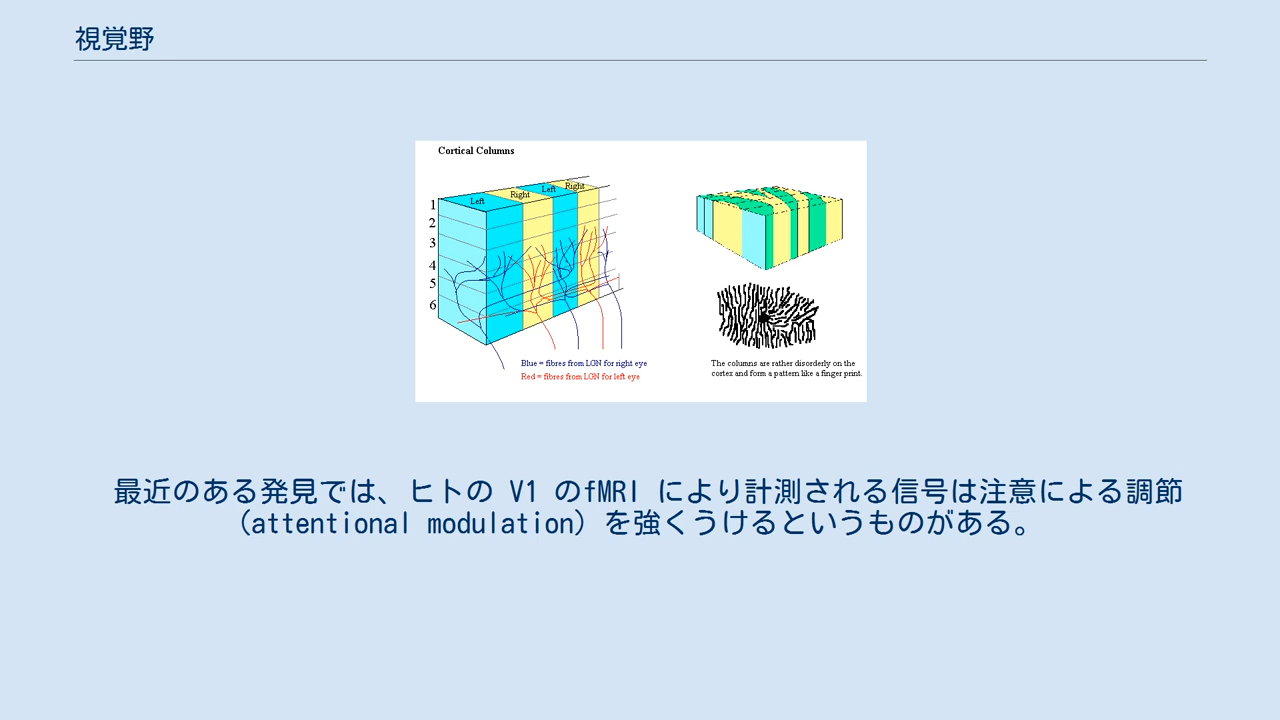 視覚野
Cortical Columns
Left
Right
Left
Right
1
2
3
4
5
6
Blue = fibres from LGN for right eye
Red = fibres from LGN for left eye
The columns are rather disorderly on the
cortex and form a pattern like a finger print.
最近のある発見では、ヒトの V1 のfMRI により計測される信号は注意による調節
(attentional modulation) を強くうけるというものがある。